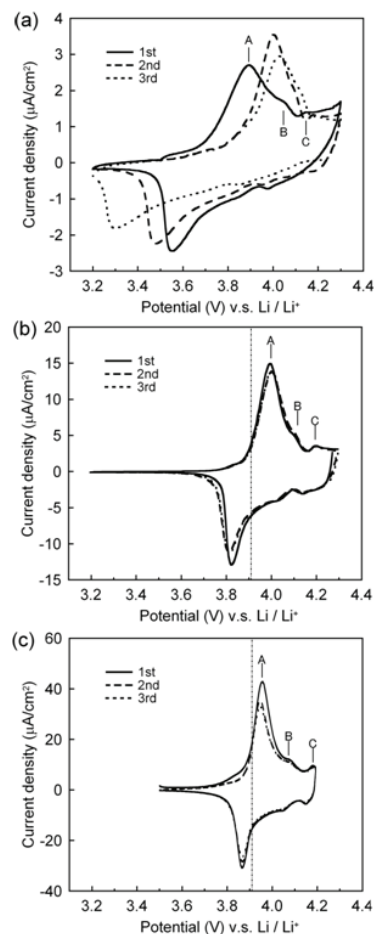 (a)
4
3
2
1
0
-1
-2
-3
Current density (μA/cm²)
1st
2nd
3rd
A
B
C
3.2 3.4 3.6 3.8 4.0 4.2 4.4
Potential (V) v.s. Li / Li⁺
(b)
20
15
10
5
0
-5
-10
-15
Current density (μA/cm²)
1st
2nd
3rd
A
B
C
3.2 3.4 3.6 3.8 4.0 4.2 4.4
Potential (V) v.s. Li / Li⁺
(c)
60
40
20
0
-20
-40
Current density (μA/cm²)
1st
2nd
3rd
A
B
C
3.2 3.4 3.6 3.8 4.0 4.2 4.4
Potential (V) v.s. Li / Li⁺